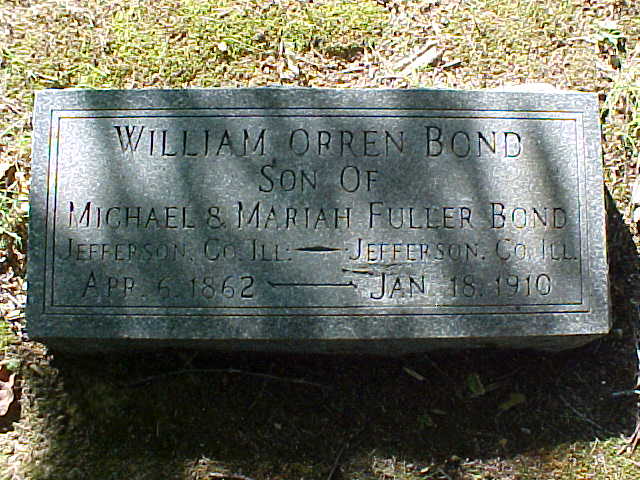 WILLIAM ORREN BOND
SON OF
MICHAEL & MARIAH FULLER BOND
JEFFERSON. CO. ILL. — JEFFERSON. CO. ILL.
APR. 6. 1862 — JAN. 18. 1910